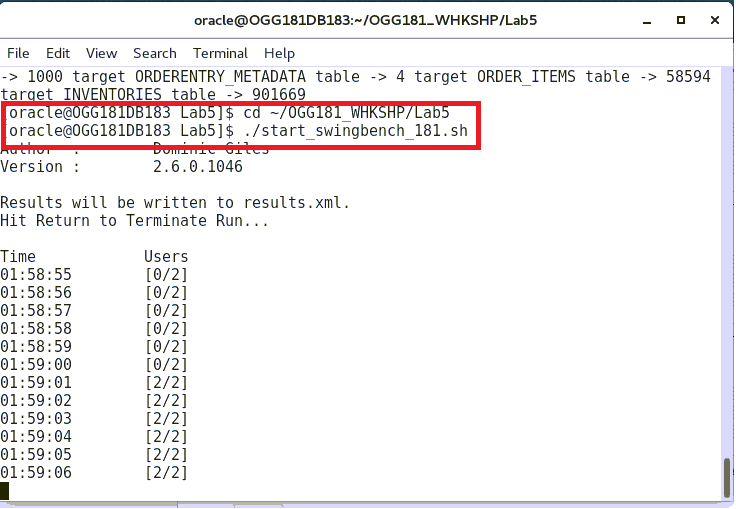 oracle@OGG181DB183:~/OGG181_WHKSHP/Lab5
File Edit View Search Terminal Help
-> 1000 target ORDERENTRY_METADATA table -> 4 target ORDER_ITEMS table -> 58594
target INVENTORIES table -> 901669
[oracle@OGG181DB183 Lab5]$ cd ~/OGG181_WHKSHP/Lab5
[oracle@OGG181DB183 Lab5]$ ./start_swingbench_181.sh
Author : Dominic Giles
Version : 2.6.0.1046
Results will be written to results.xml.
Hit Return to Terminate Run...
Time Users
01:58:55 [0/2]
01:58:56 [0/2]
01:58:57 [0/2]
01:58:58 [0/2]
01:58:59 [0/2]
01:59:00 [0/2]
01:59:01 [2/2]
01:59:02 [2/2]
01:59:03 [2/2]
01:59:04 [2/2]
01:59:05 [2/2]
01:59:06 [2/2]